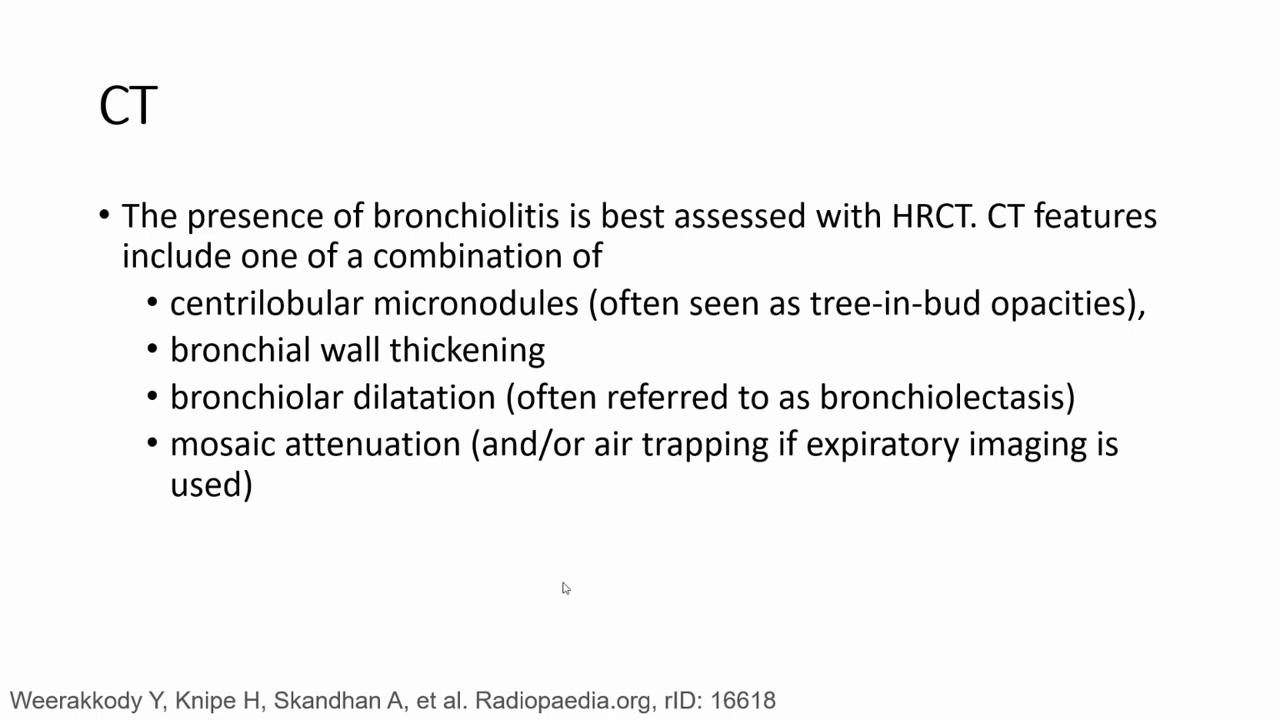 CT
• The presence of bronchiolitis is best assessed with HRCT. CT features
include one of a combination of
• centrilobular micronodules (often seen as tree-in-bud opacities),
• bronchial wall thickening
• bronchiolar dilatation (often referred to as bronchiolectasis)
• mosaic attenuation (and/or air trapping if expiratory imaging is
used)
Weerakkody Y, Knipe H, Skandhan A, et al. Radiopaedia.org, rID: 16618